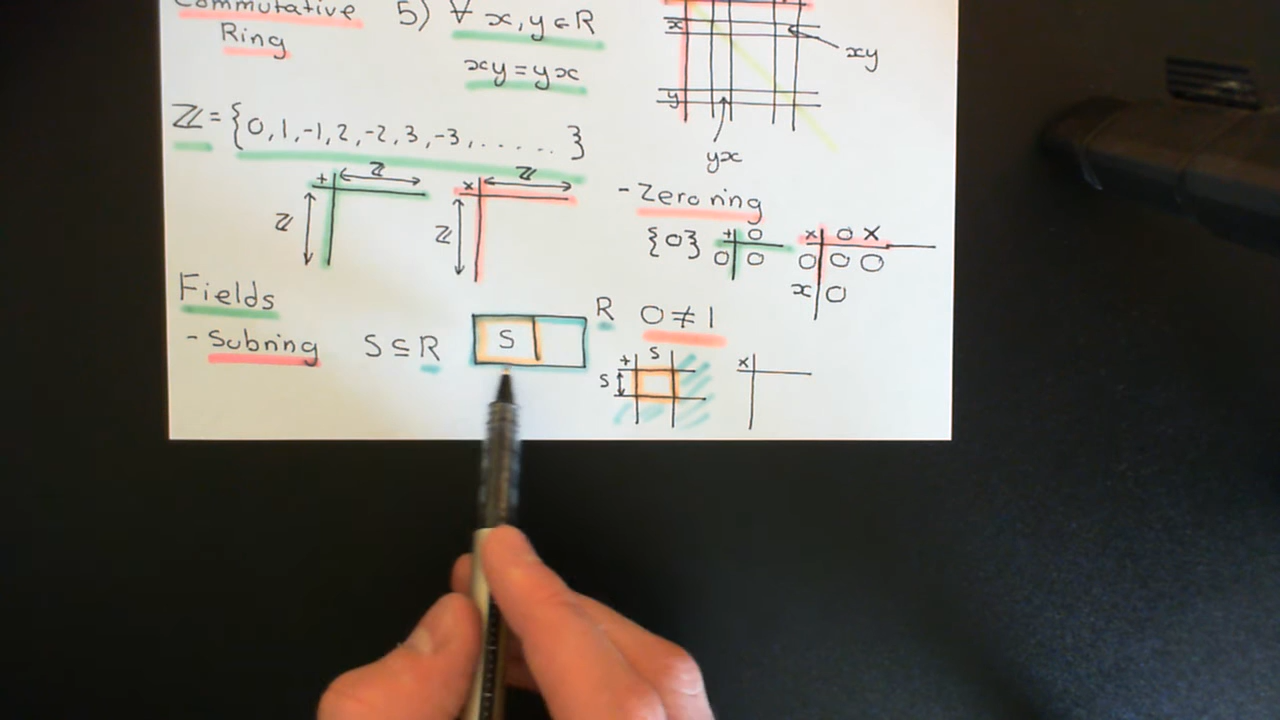 Commutative
Ring
5) ∀ x, y ∈ R
xy = yx
x
y
xy
yx
ℤ = {0, 1, -1, 2, -2, 3, -3, ..... }
+ ℤ
ℤ
× ℤ
ℤ
- Zero ring
{0}
+ 0
0 0
× 0 x
0 0 0
x 0
Fields
- Subring S ⊆ R
S
R
0 ≠ 1
+ S
S
×